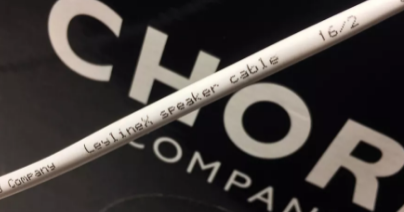 CHOR
COMPAN
Company LeylineX speaker cable 16/2